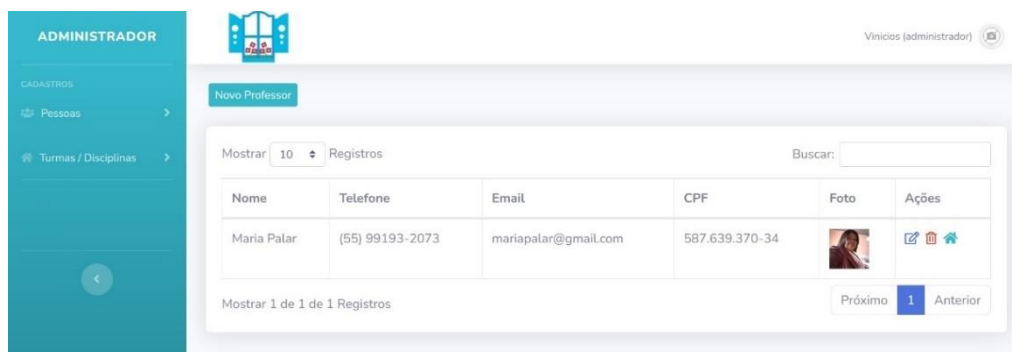 ADMINISTRADOR
Vinicios (administrador)
CADASTROS
Pessoas
Turmas / Disciplinas
Novo Professor
Mostrar 10 Registros
Buscar:
Nome Telefone Email CPF Foto Ações
Maria Palar (55) 99193-2073 mariapalar@gmail.com 587.639.370-34
Mostrar 1 de 1 de 1 Registros
Próximo 1 Anterior